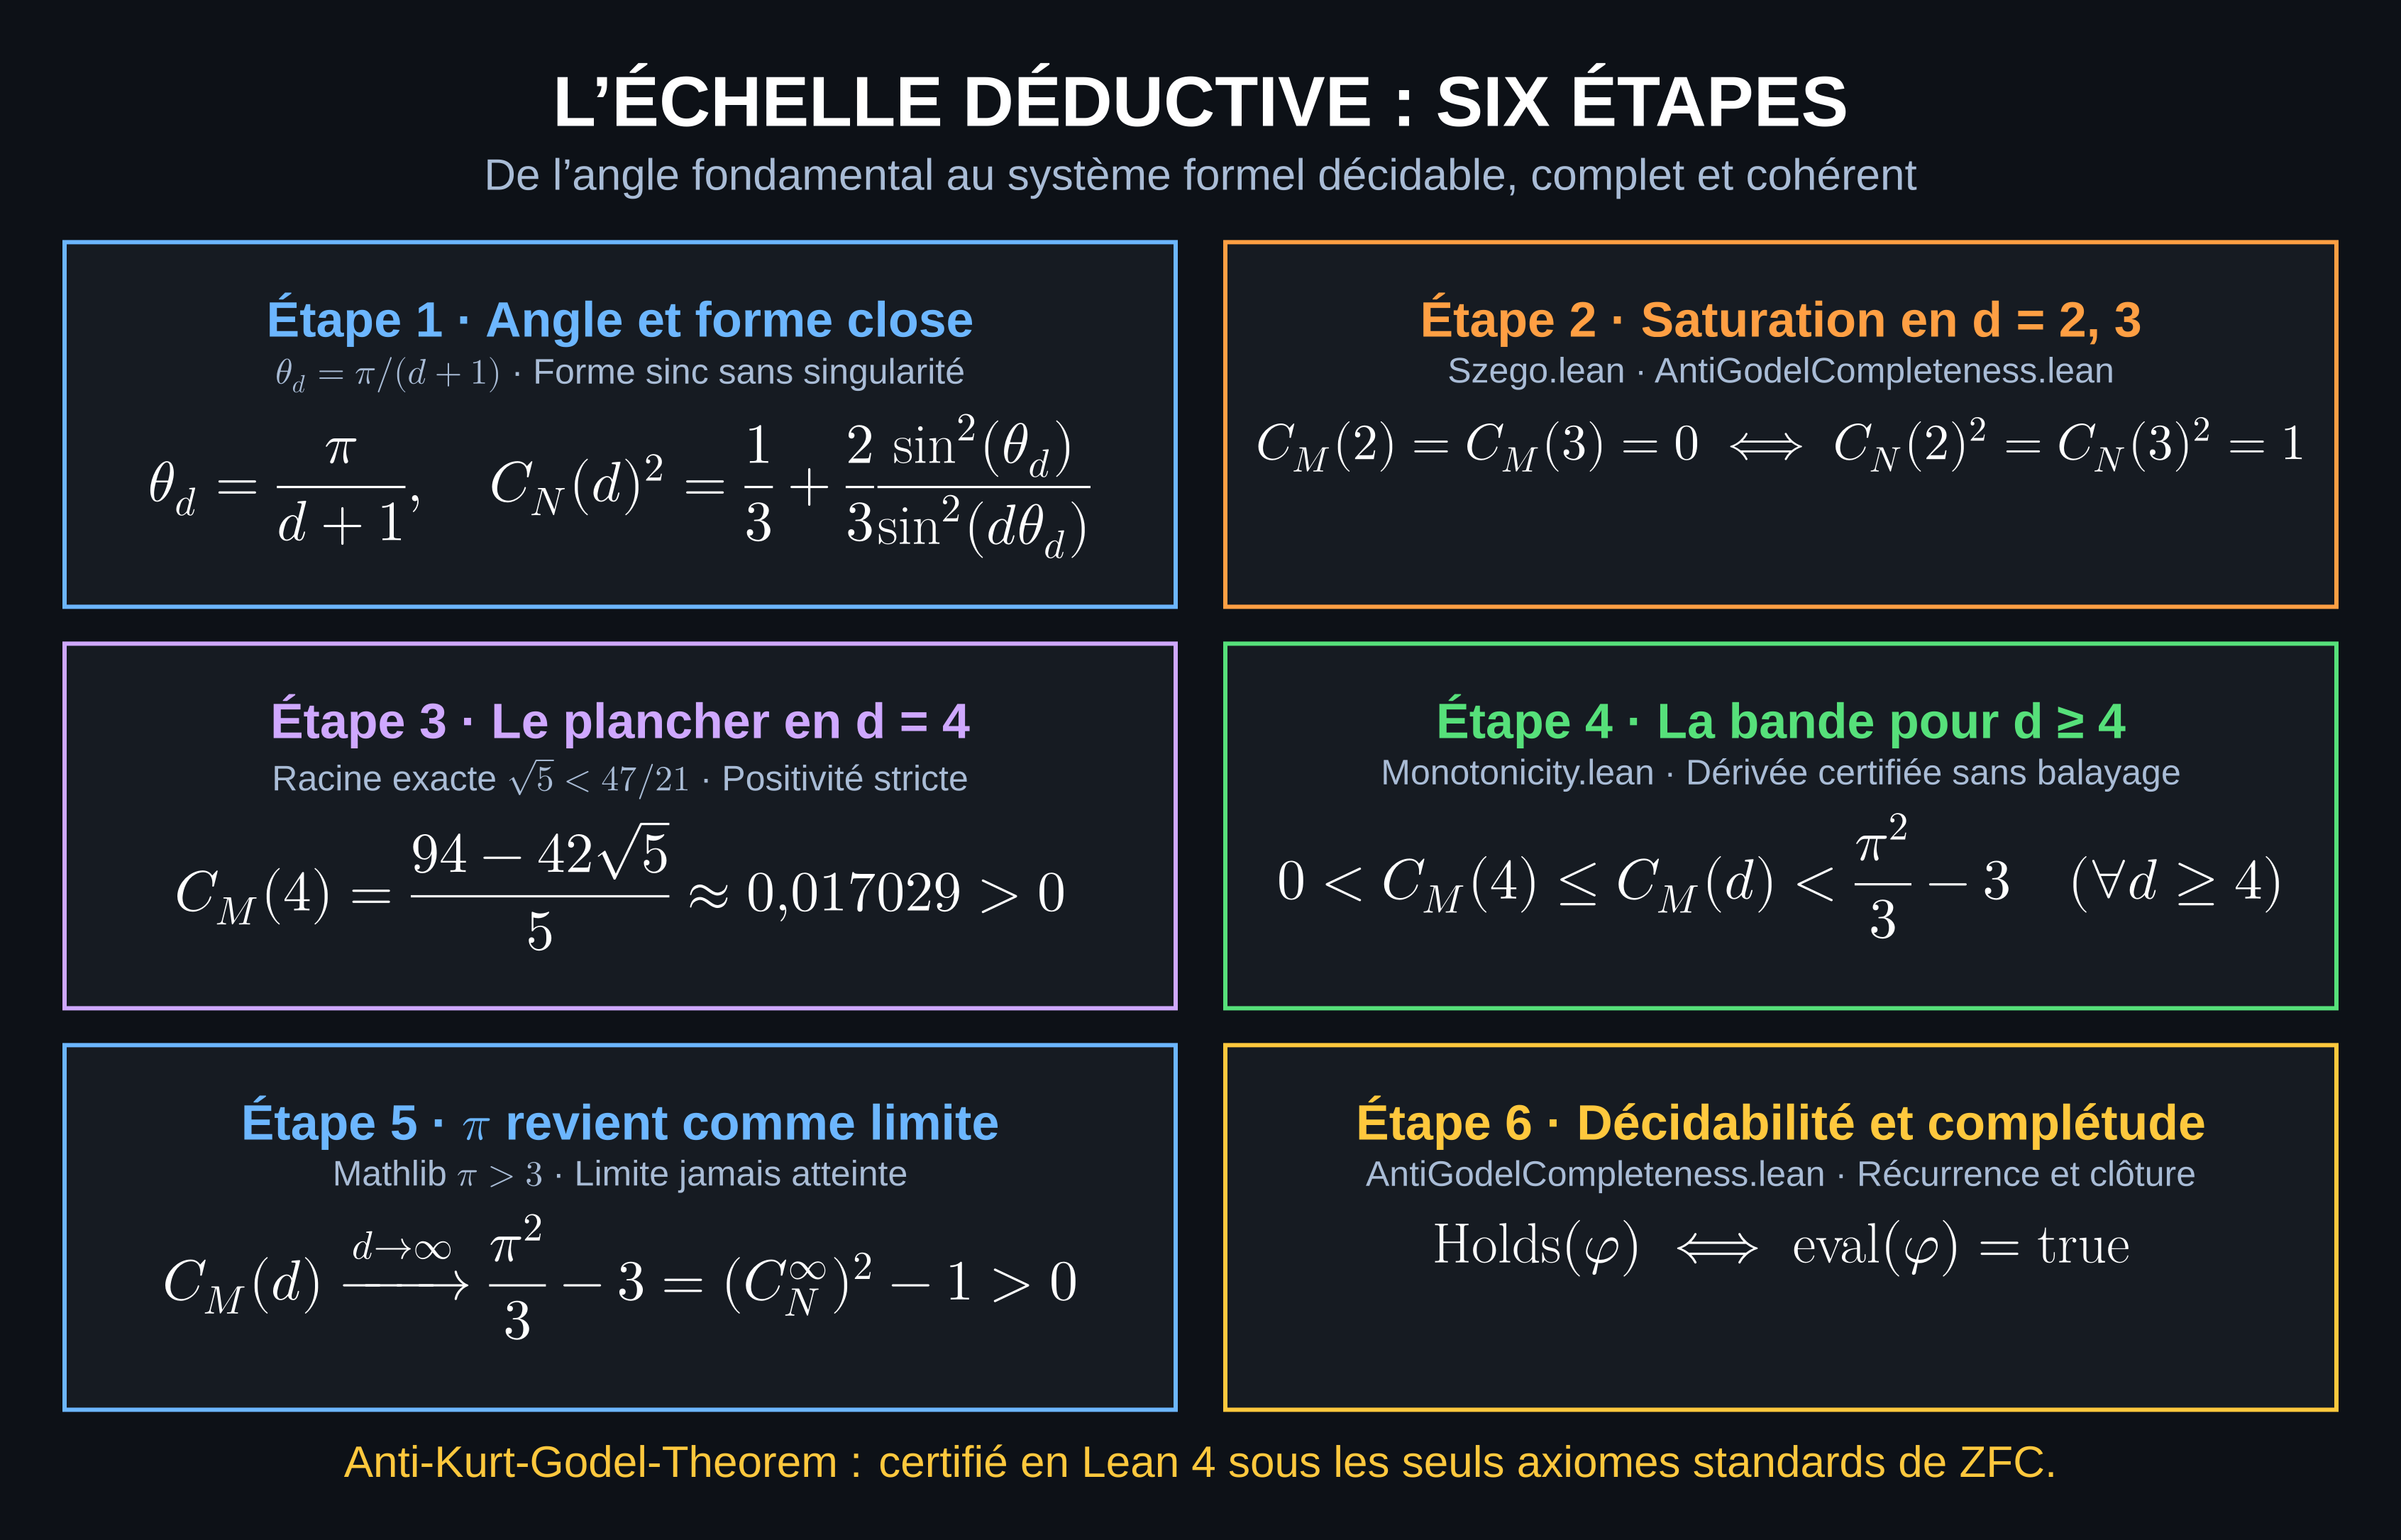 L’ÉCHELLE DÉDUCTIVE : SIX ÉTAPES
De l’angle fondamental au système formel décidable, complet et cohérent
Étape 1 · Angle et forme close
θ_d = π/(d + 1) · Forme sinc sans singularité
θ_d = π/(d + 1),    C_N(d)² = 1/3 + 2/3 sin²(θ_d)/sin²(dθ_d)
Étape 2 · Saturation en d = 2, 3
Szego.lean · AntiGodelCompleteness.lean
C_M(2) = C_M(3) = 0 ⟺ C_N(2)² = C_N(3)² = 1
Étape 3 · Le plancher en d = 4
Racine exacte √5 < 47/21 · Positivité stricte
C_M(4) = (94 − 42√5)/5 ≈ 0,017029 > 0
Étape 4 · La bande pour d ≥ 4
Monotonicity.lean · Dérivée certifiée sans balayage
0 < C_M(4) ≤ C_M(d) < π²/3 − 3    (∀d ≥ 4)
Étape 5 · π revient comme limite
Mathlib π > 3 · Limite jamais atteinte
C_M(d) —d→∞→ π²/3 − 3 = (C_N^∞)² − 1 > 0
Étape 6 · Décidabilité et complétude
AntiGodelCompleteness.lean · Récurrence et clôture
Holds(φ) ⟺ eval(φ) = true
Anti-Kurt-Godel-Theorem : certifié en Lean 4 sous les seuls axiomes standards de ZFC.